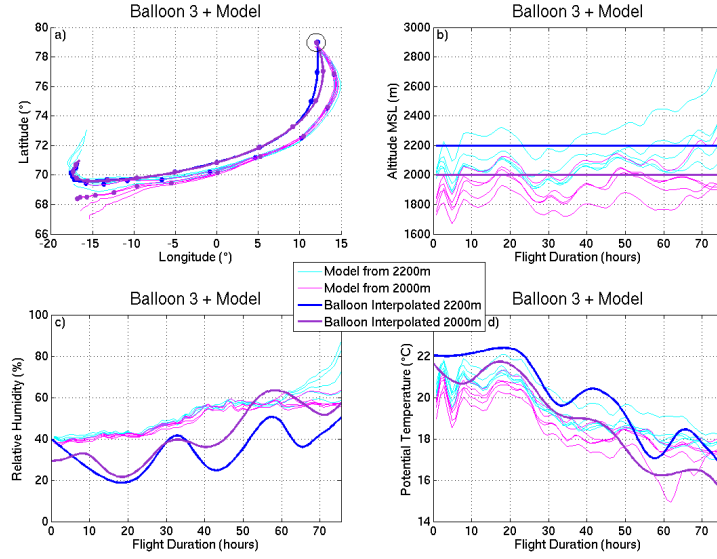 Balloon 3 + Model
Balloon 3 + Model
a)
b)
Latitude (°)
80
78
76
74
72
70
68
66
-20
-15
-10
-5
0
5
10
15
Longitude (°)
Altitude MSL (m)
3000
2800
2600
2400
2200
2000
1800
1600
0
10
20
30
40
50
60
70
Flight Duration (hours)
Model from 2200m
Model from 2000m
Balloon Interpolated 2200m
Balloon Interpolated 2000m
Balloon 3 + Model
Balloon 3 + Model
c)
d)
Relative Humidity (%)
100
80
60
40
20
0
0
10
20
30
40
50
60
70
Flight Duration (hours)
Potential Temperature (°C)
22
20
18
16
14
0
10
20
30
40
50
60
70
Flight Duration (hours)